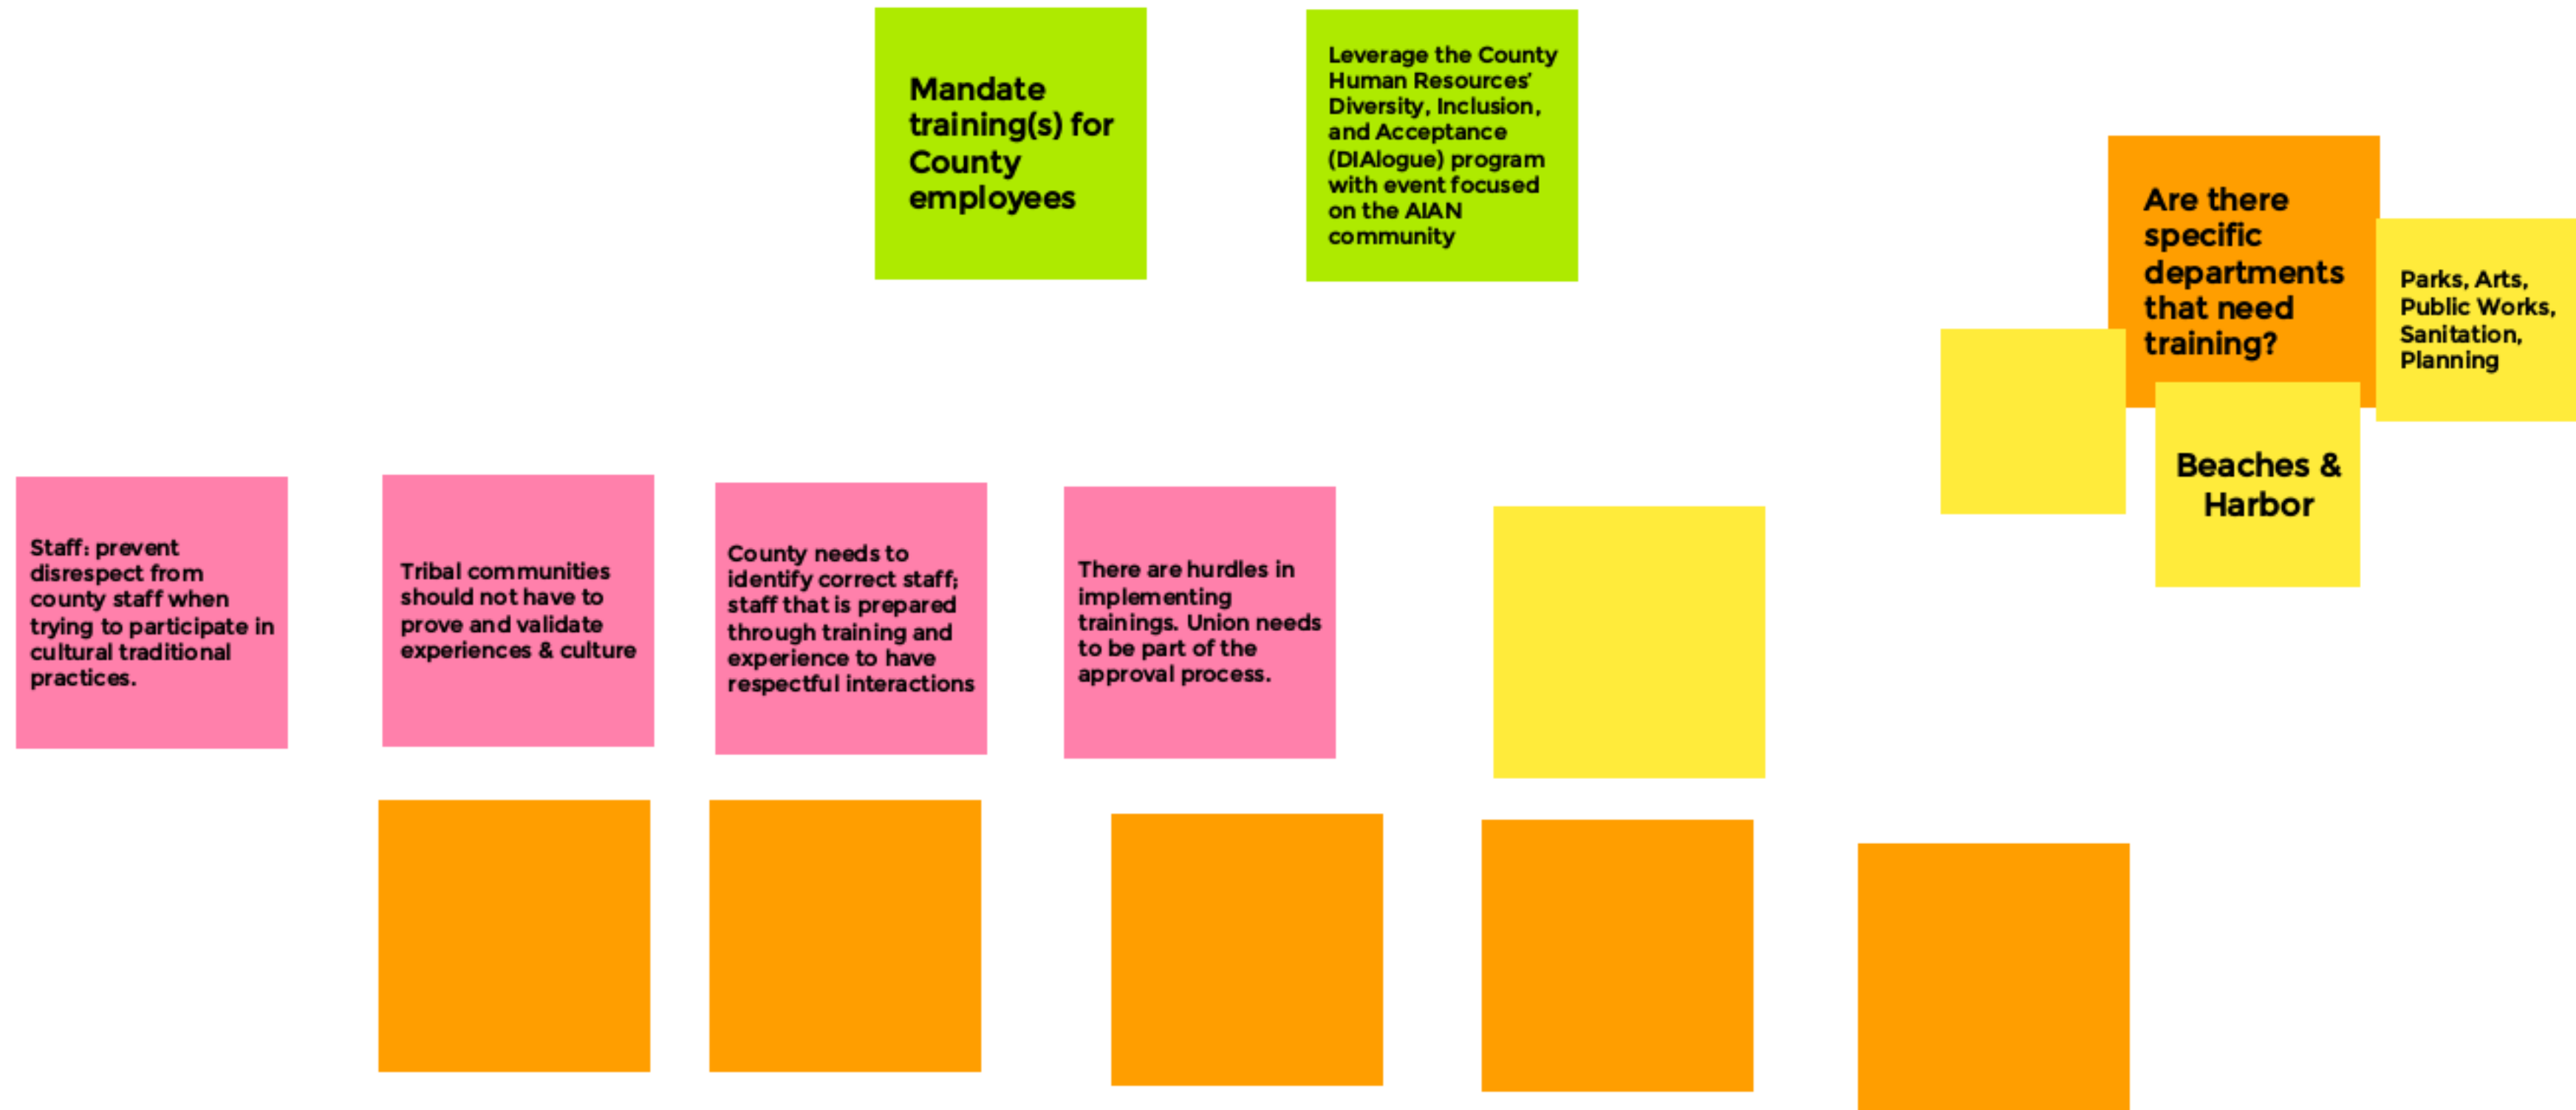 Mandate
training(s) for
County
employees
Leverage the County
Human Resources'
Diversity, Inclusion,
and Acceptance
(DIAlogue) program
with event focused
on the AIAN
community
Are there
specific
departments
that need
training?
Parks, Arts,
Public Works,
Sanitation,
Planning
Beaches &
Harbor
Staff: prevent
disrespect from
county staff when
trying to participate in
cultural traditional
practices.
Tribal communities
should not have to
prove and validate
experiences & culture
County needs to
identify correct staff;
staff that is prepared
through training and
experience to have
respectful interactions
There are hurdles in
implementing
trainings. Union needs
to be part of the
approval process.